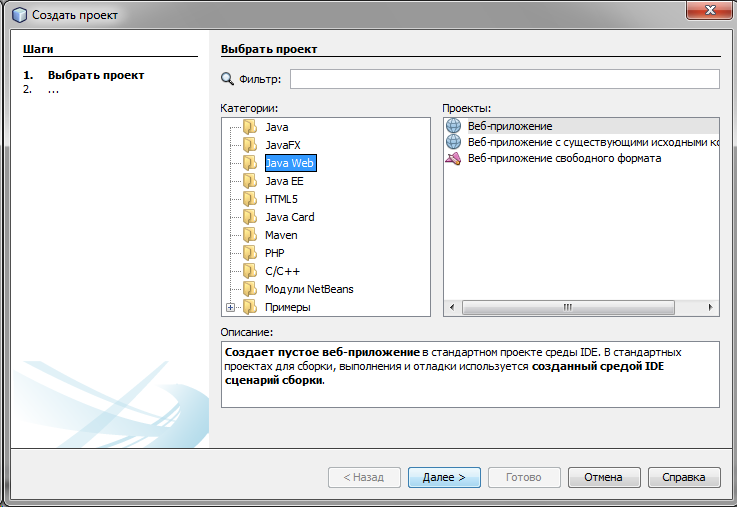 Создать проект
Шаги
1. Выбрать проект
2. ...
Выбрать проект
Фильтр:
Категории:
Java
JavaFX
Java Web
Java EE
HTML5
Java Card
Maven
PHP
C/C++
Модули NetBeans
Примеры
Проекты:
Веб-приложение
Веб-приложение с существующими исходными ко
Веб-приложение свободного формата
Описание:
Создает пустое веб-приложение в стандартном проекте среды IDE. В стандартных
проектах для сборки, выполнения и отладки используется созданный средой IDE
сценарий сборки.
< Назад
Далее >
Готово
Отмена
Справка